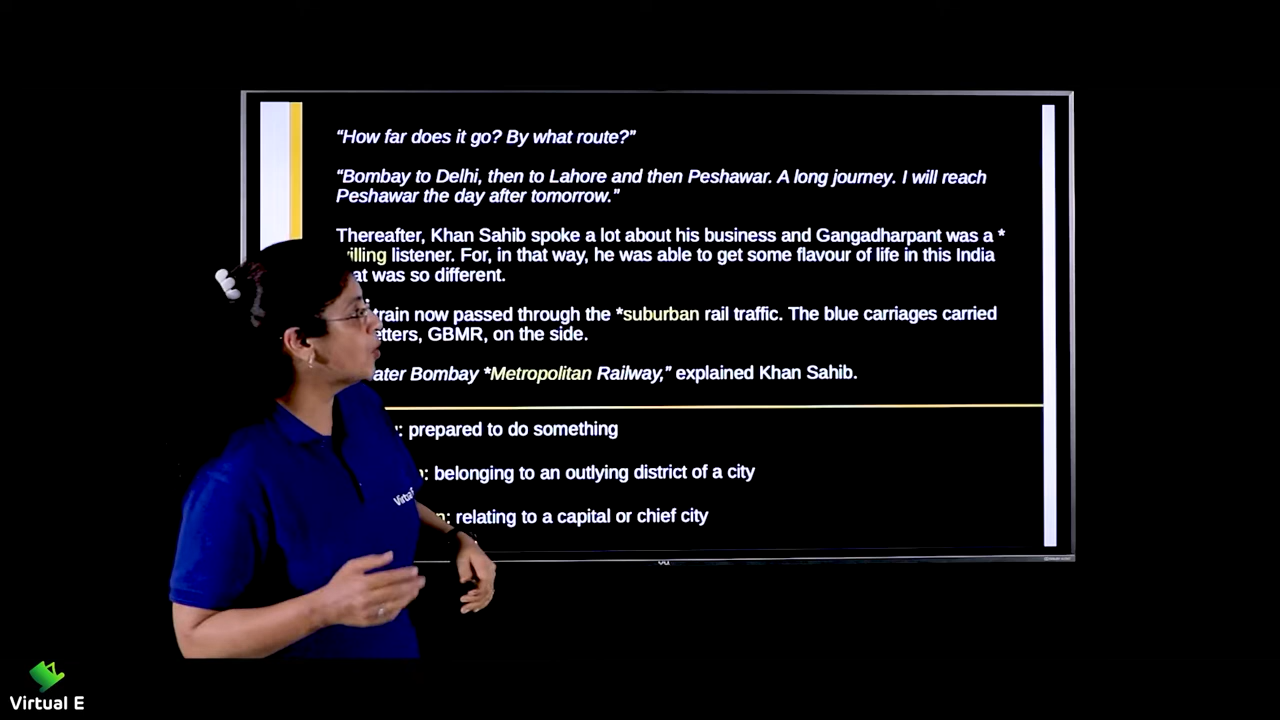 “How far does it go? By what route?”
“Bombay to Delhi, then to Lahore and then Peshawar. A long journey. I will reach
Peshawar the day after tomorrow.”
Thereafter, Khan Sahib spoke a lot about his business and Gangadharpant was a *
listener. For, in that way, he was able to get some flavour of life in this India
was so different.
train now passed through the *suburban rail traffic. The blue carriages carried
GBMR, on the side.
Bombay *Metropolitan Railway,” explained Khan Sahib.
: prepared to do something
: belonging to an outlying district of a city
: relating to a capital or chief city
Virtual E